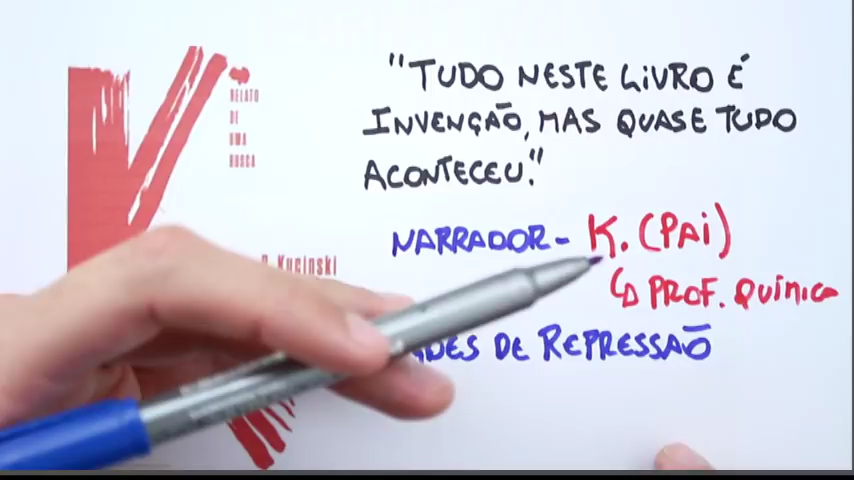 RELATO
DE
UMA
BUSCA
Kucinski
"TUDO NESTE LIVRO É
INVENÇÃO, MAS QUASE TUDO
ACONTECEU."
NARRADOR - K. (PAI)
↳ PROF. QUÍMICA
DE REPRESSÃO